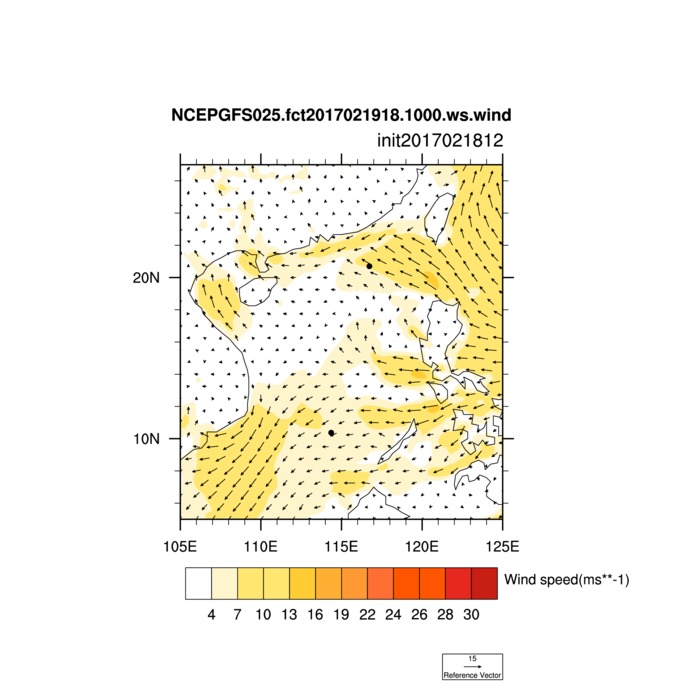 NCEPGFS025.fct2017021918.1000.ws.wind
init2017021812
20N
10N
105E 110E 115E 120E 125E
Wind speed(ms**-1)
4 7 10 13 16 19 22 24 26 28 30
15
Reference Vector